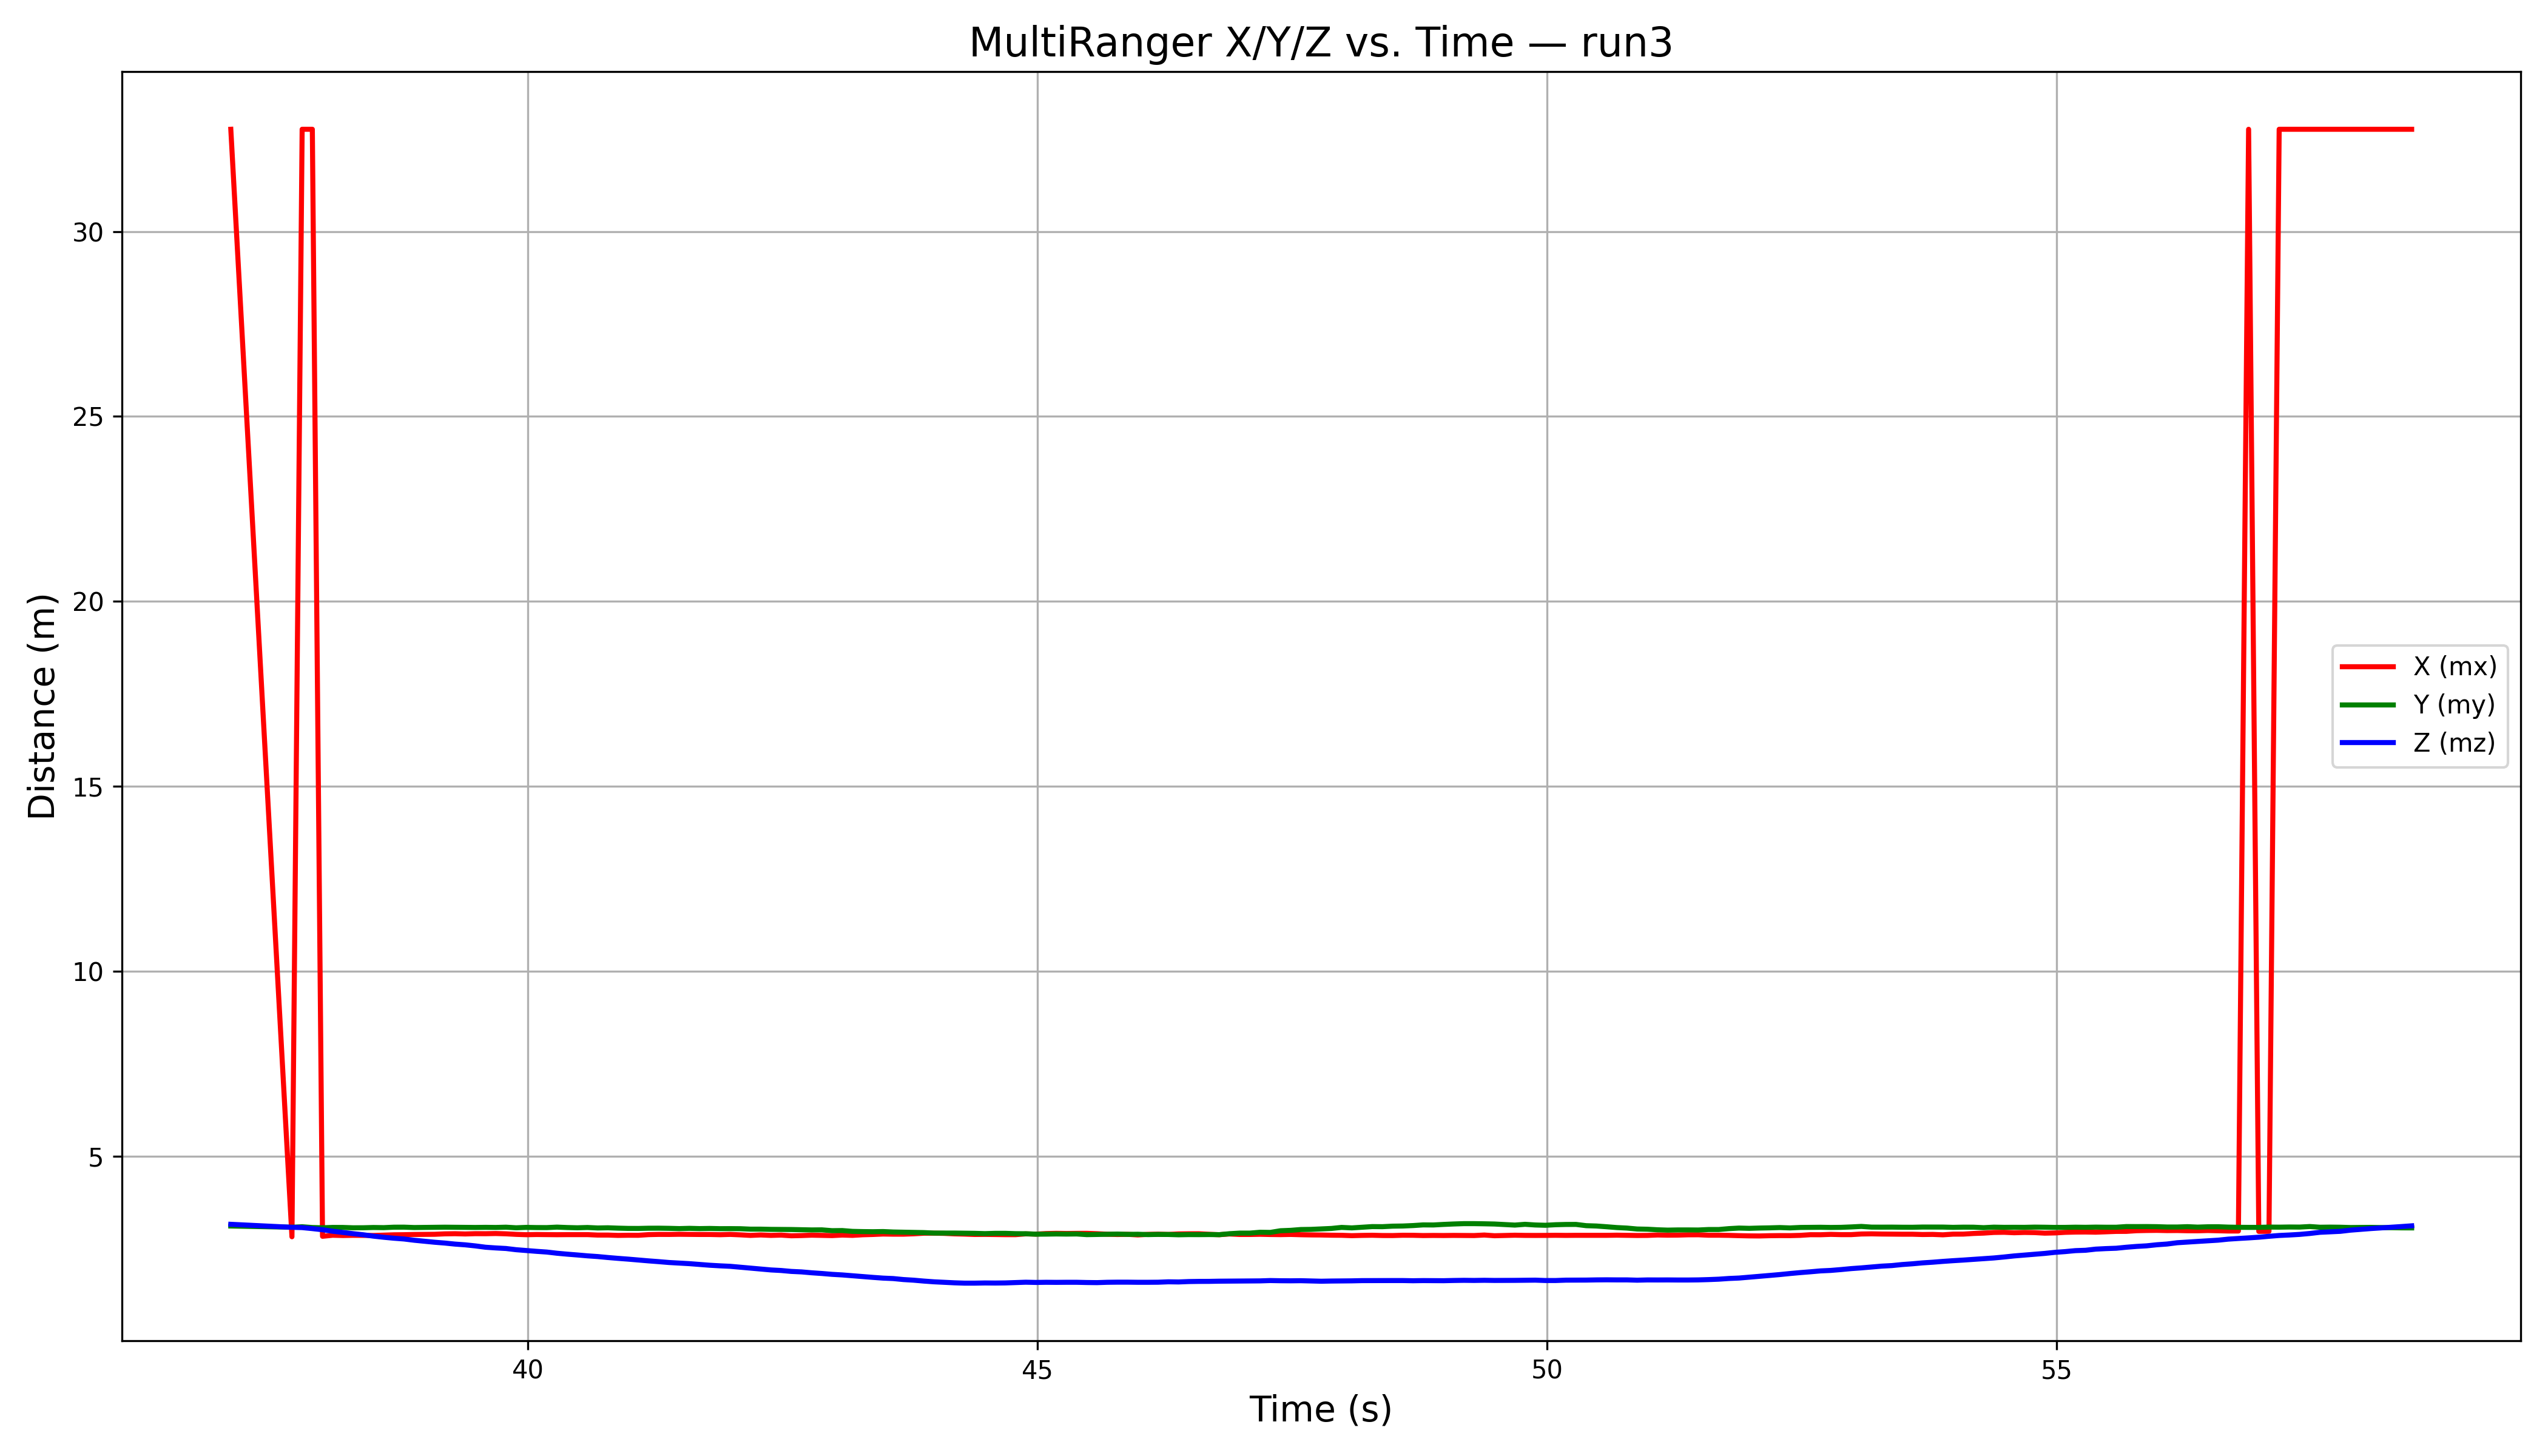 MultiRanger X/Y/Z vs. Time — run3
Distance (m)
30
25
20
15
10
5
X (mx)
Y (my)
Z (mz)
40
45
50
55
Time (s)